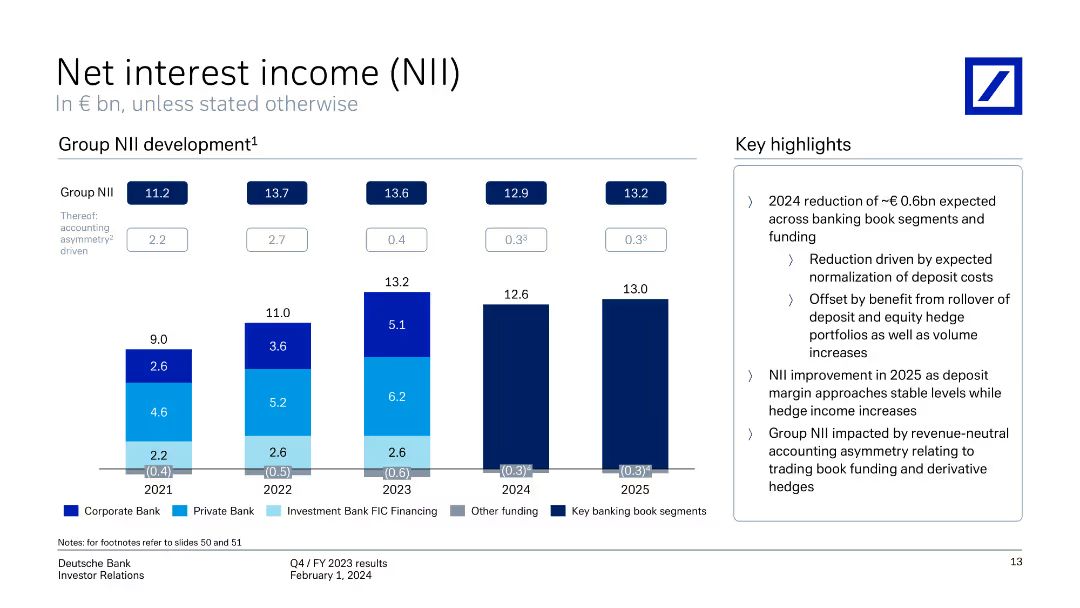 Net interest income (NII)
In € bn, unless stated otherwise
Group NII development¹
Group NII 11.2 13.7 13.6 12.9 13.2
Thereof:
accounting
asymmetry²
driven
2.2 2.7 0.4 0.3³ 0.3³
9.0 11.0 13.2 12.6 13.0
2.6 3.6 5.1
4.6 5.2 6.2
2.2 2.6 2.6
(0.4) (0.5) (0.6) (0.3)⁴ (0.3)⁴
2021 2022 2023 2024 2025
Corporate Bank Private Bank Investment Bank FIC Financing Other funding Key banking book segments
Key highlights
〉 2024 reduction of ~€ 0.6bn expected
across banking book segments and
funding
〉 Reduction driven by expected
normalization of deposit costs
〉 Offset by benefit from rollover of
deposit and equity hedge
portfolios as well as volume
increases
〉 NII improvement in 2025 as deposit
margin approaches stable levels while
hedge income increases
〉 Group NII impacted by revenue-neutral
accounting asymmetry relating to
trading book funding and derivative
hedges
Notes: for footnotes refer to slides 50 and 51
Deutsche Bank
Investor Relations
Q4 / FY 2023 results
February 1, 2024
13